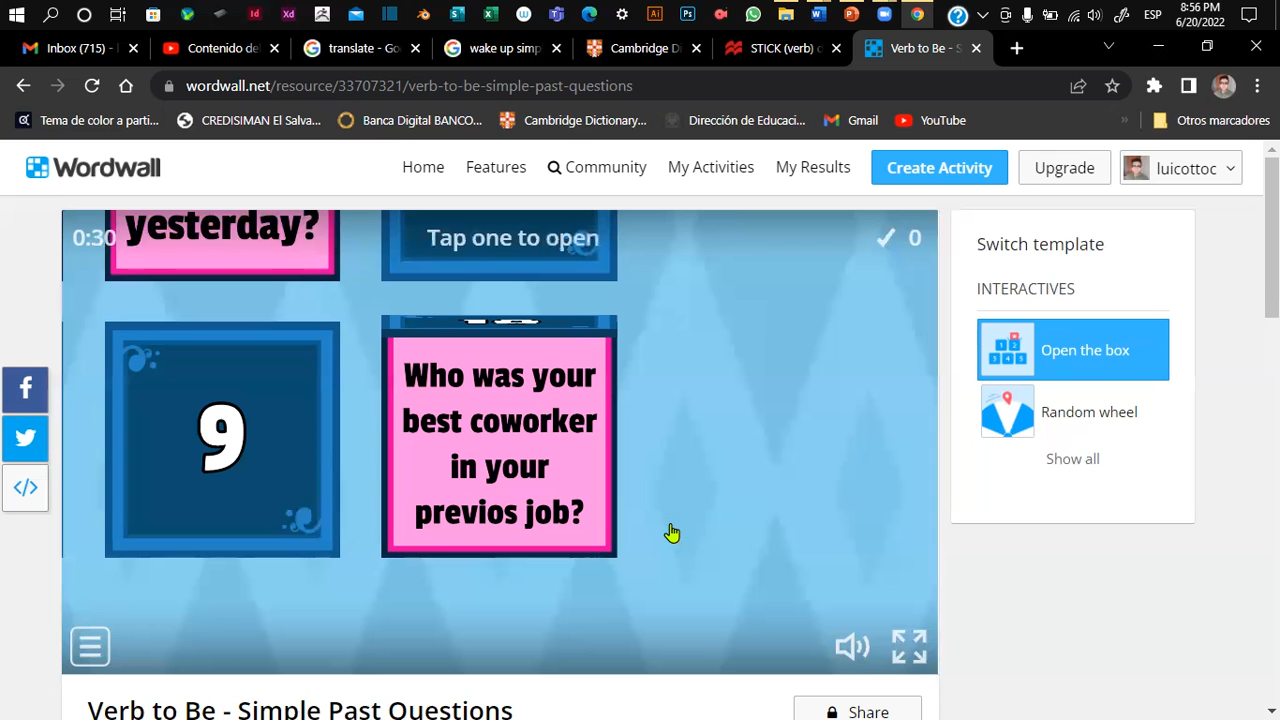 8:56 PM
ESP
6/20/2022
Inbox (715) -
Contenido del
translate - Go
wake up simp
Cambridge D
STICK (verb) c
Verb to Be - S
wordwall.net/resource/33707321/verb-to-be-simple-past-questions
Tema de color a parti...
CREDISIMAN El Salva...
Banca Digital BANCO...
Cambridge Dictionary...
Dirección de Educaci...
Gmail
YouTube
Otros marcadores
Wordwall
Home
Features
Community
My Activities
My Results
Create Activity
Upgrade
luicottoc
yesterday?
0:30
Tap one to open
0
9
Who was your
best coworker
in your
previos job?
Switch template
INTERACTIVES
Open the box
Random wheel
Show all
Verb to Be - Simple Past Questions
Share